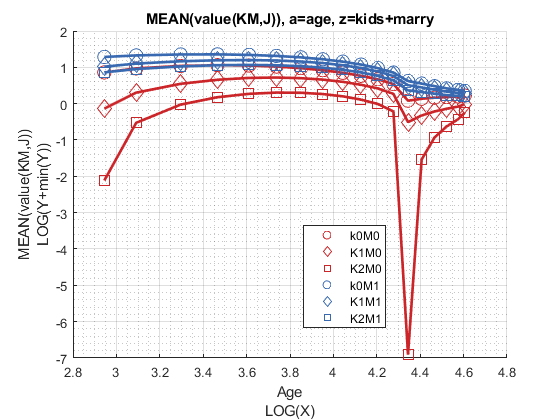 MEAN(value(KM,J)), a=age, z=kids+marry
MEAN(value(KM,J))
LOG(Y+min(Y))
2
1
0
-1
-2
-3
-4
-5
-6
-7
k0M0
K1M0
K2M0
k0M1
K1M1
K2M1
2.8
3
3.2
3.4
3.6
3.8
4
4.2
4.4
4.6
4.8
Age
LOG(X)